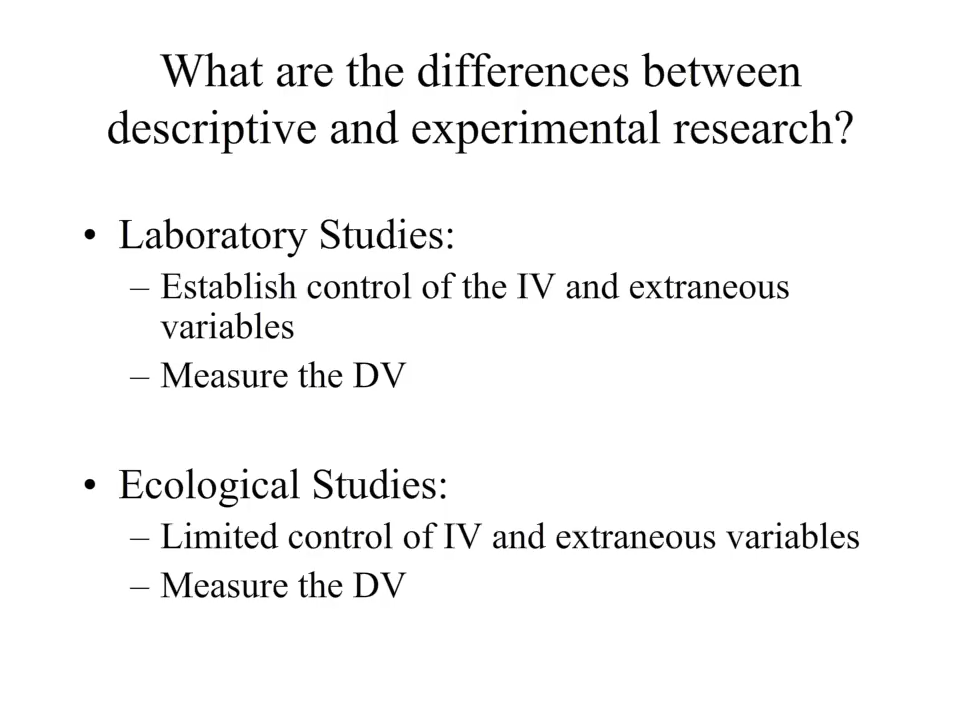 What are the differences between
descriptive and experimental research?
• Laboratory Studies:
– Establish control of the IV and extraneous
variables
– Measure the DV
• Ecological Studies:
– Limited control of IV and extraneous variables
– Measure the DV